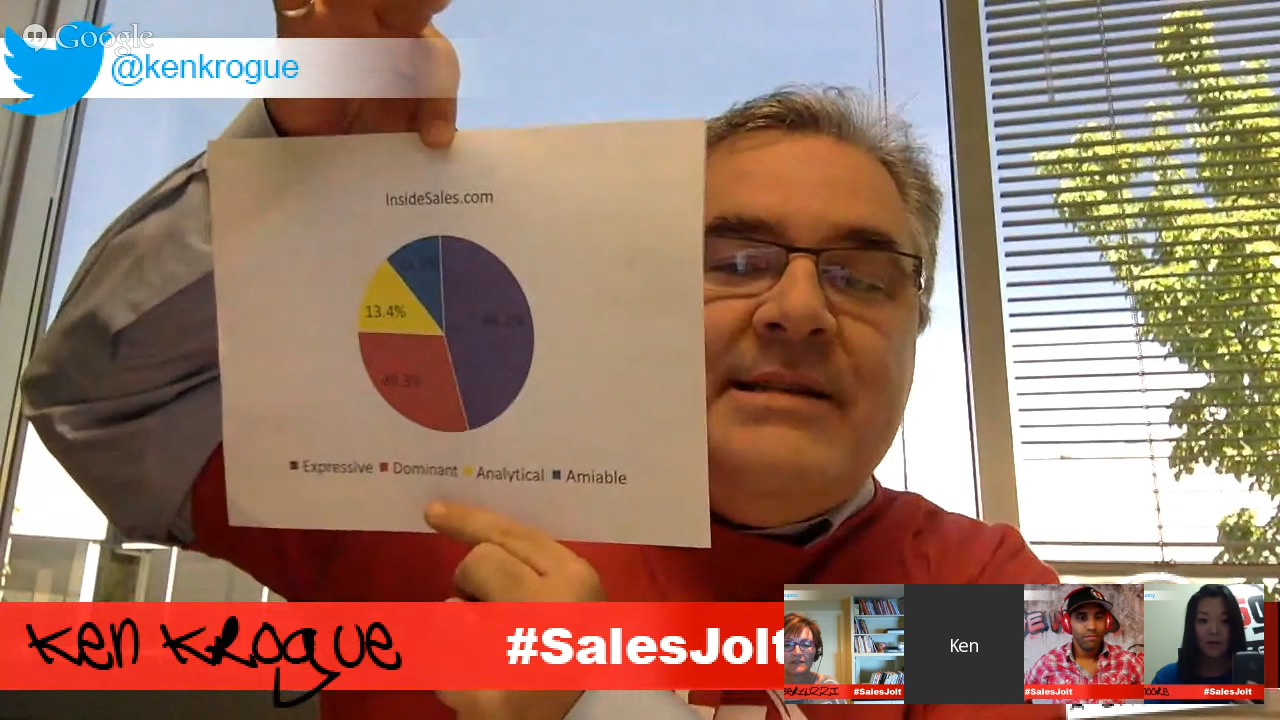 Google
@kenkrogue
InsideSales.com
13.4%
Expressive Dominant Analytical Amiable
Ken Krogue
#SalesJolt
Ken
#SalesJolt
#SalesJolt
#SalesJolt